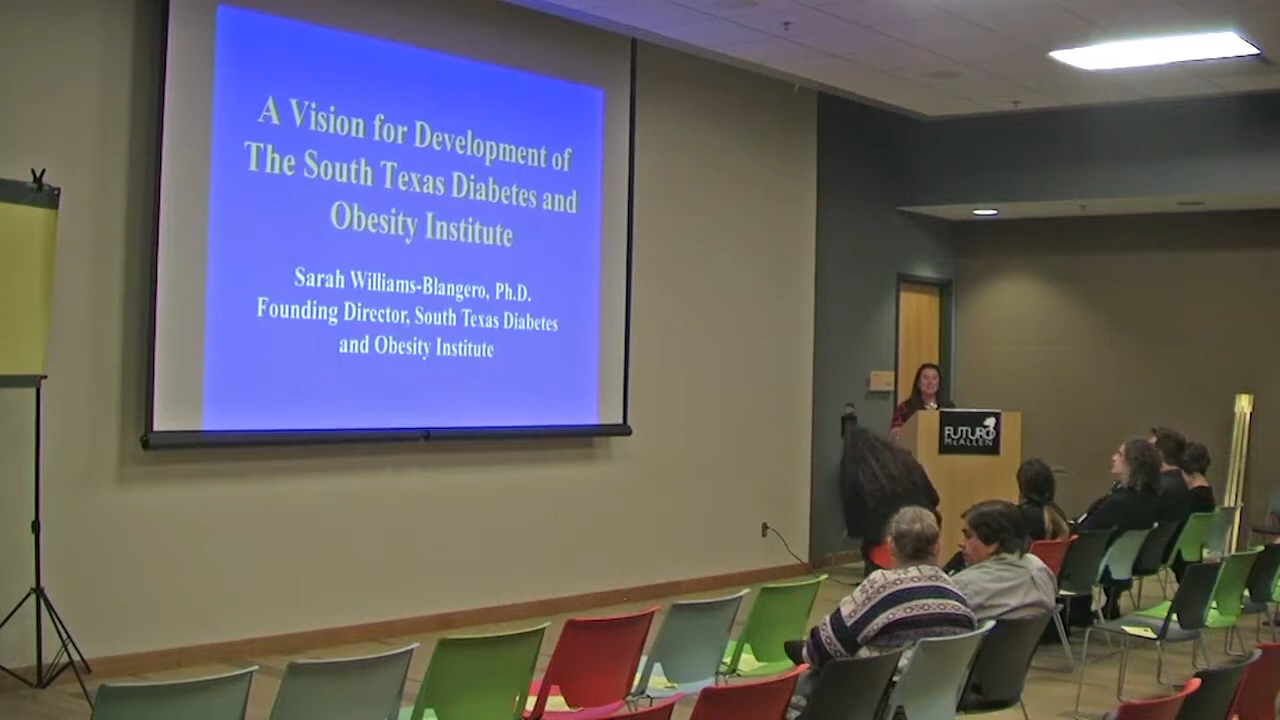 A Vision for Development of
The South Texas Diabetes and
Obesity Institute
Sarah Williams-Blangero, Ph.D.
Founding Director, South Texas Diabetes
and Obesity Institute
FUTURO
McALLEN